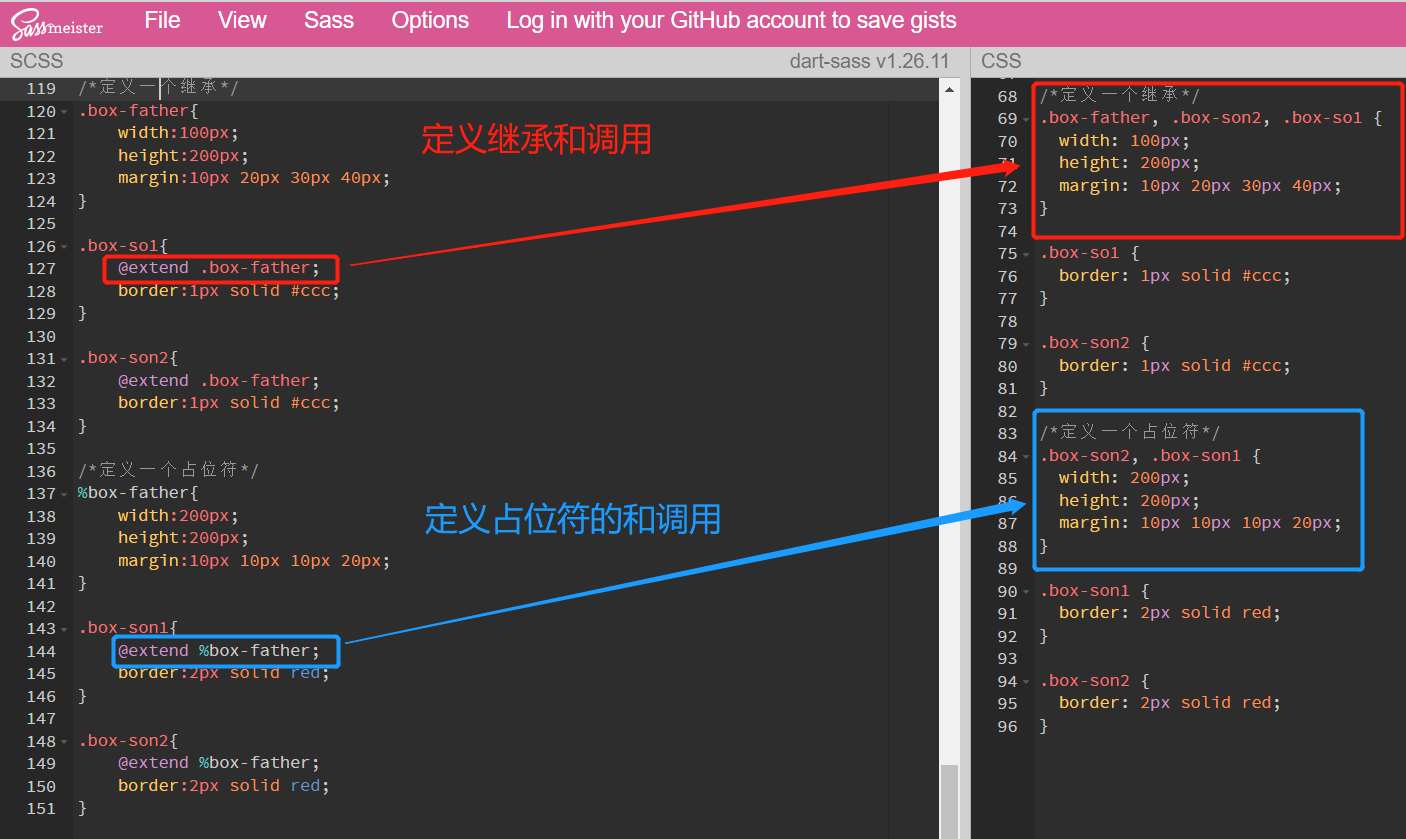 Sassmeister File View Sass Options Log in with your GitHub account to save gists
SCSS dart-sass v1.26.11
119 /*定义一个继承*/
120 .box-father{
121 width:100px;
122 height:200px;
123 margin:10px 20px 30px 40px;
124 }
125
126 .box-so1{
127 @extend .box-father;
128 border:1px solid #ccc;
129 }
130
131 .box-son2{
132 @extend .box-father;
133 border:1px solid #ccc;
134 }
135
136 /*定义一个占位符*/
137 %box-father{
138 width:200px;
139 height:200px;
140 margin:10px 10px 10px 20px;
141 }
142
143 .box-son1{
144 @extend %box-father;
145 border:2px solid red;
146 }
147
148 .box-son2{
149 @extend %box-father;
150 border:2px solid red;
151 }
定义继承和调用
定义占位符的和调用
CSS
68 /*定义一个继承*/
69 .box-father, .box-son2, .box-so1 {
70 width: 100px;
71 height: 200px;
72 margin: 10px 20px 30px 40px;
73 }
74
75 .box-so1 {
76 border: 1px solid #ccc;
77 }
78
79 .box-son2 {
80 border: 1px solid #ccc;
81 }
82
83 /*定义一个占位符*/
84 .box-son2, .box-son1 {
85 width: 200px;
86 height: 200px;
87 margin: 10px 10px 10px 20px;
88 }
89
90 .box-son1 {
91 border: 2px solid red;
92 }
93
94 .box-son2 {
95 border: 2px solid red;
96 }